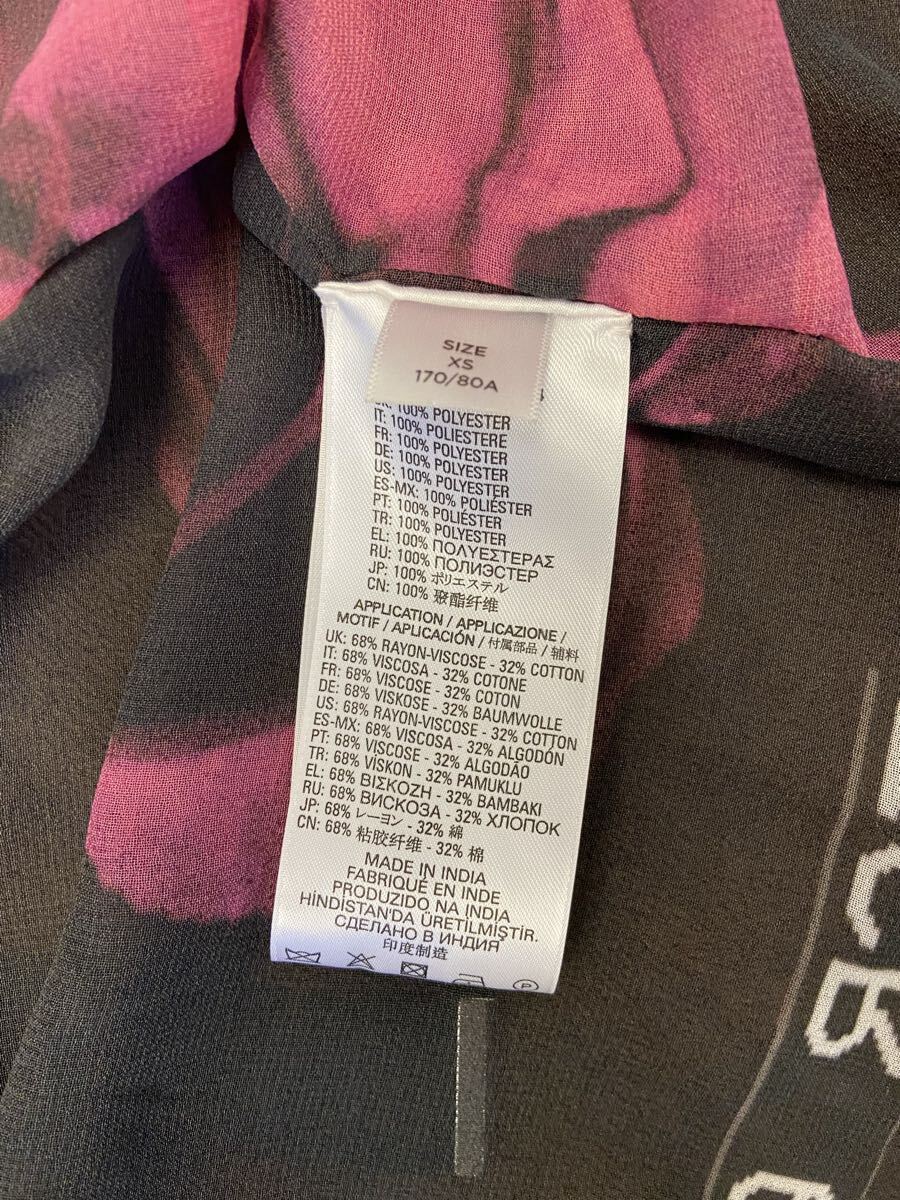 SIZE
XS
170/80A
UK: 100% POLYESTER
IT: 100% POLIESTERE
FR: 100% POLYESTER
DE: 100% POLYESTER
US: 100% POLYESTER
ES-MX: 100% POLIÉSTER
PT: 100% POLIÉSTER
TR: 100% POLYESTER
EL: 100% ΠΟΛΥΕΣΤΕΡΑΣ
RU: 100% ПОЛИЭСТЕР
JP: 100% ポリエステル
CN: 100% 聚酯纤维
APPLICATION / APPLICAZIONE /
MOTIF / APLICACIÓN / 付属部品 / 辅料
UK: 68% RAYON-VISCOSE - 32% COTTON
IT: 68% VISCOSA - 32% COTONE
FR: 68% VISCOSE - 32% COTON
DE: 68% VISKOSE - 32% BAUMWOLLE
US: 68% RAYON-VISCOSE - 32% COTTON
ES-MX: 68% VISCOSA - 32% ALGODÓN
PT: 68% VISCOSE - 32% ALGODÃO
TR: 68% VİSKON - 32% PAMUKLU
EL: 68% ΒΙΣΚΟΖΗ - 32% ΒΑΜΒΑΚΙ
RU: 68% ВИСКОЗА - 32% ХЛОПОК
JP: 68% レーヨン - 32% 綿
CN: 68% 粘胶纤维 - 32% 棉
MADE IN INDIA
FABRIQUÉ EN INDE
PRODUZIDO NA INDIA
HİNDİSTAN'DA ÜRETİLMİŞTİR.
СДЕЛАНО В ИНДИЯ
印度制造
P